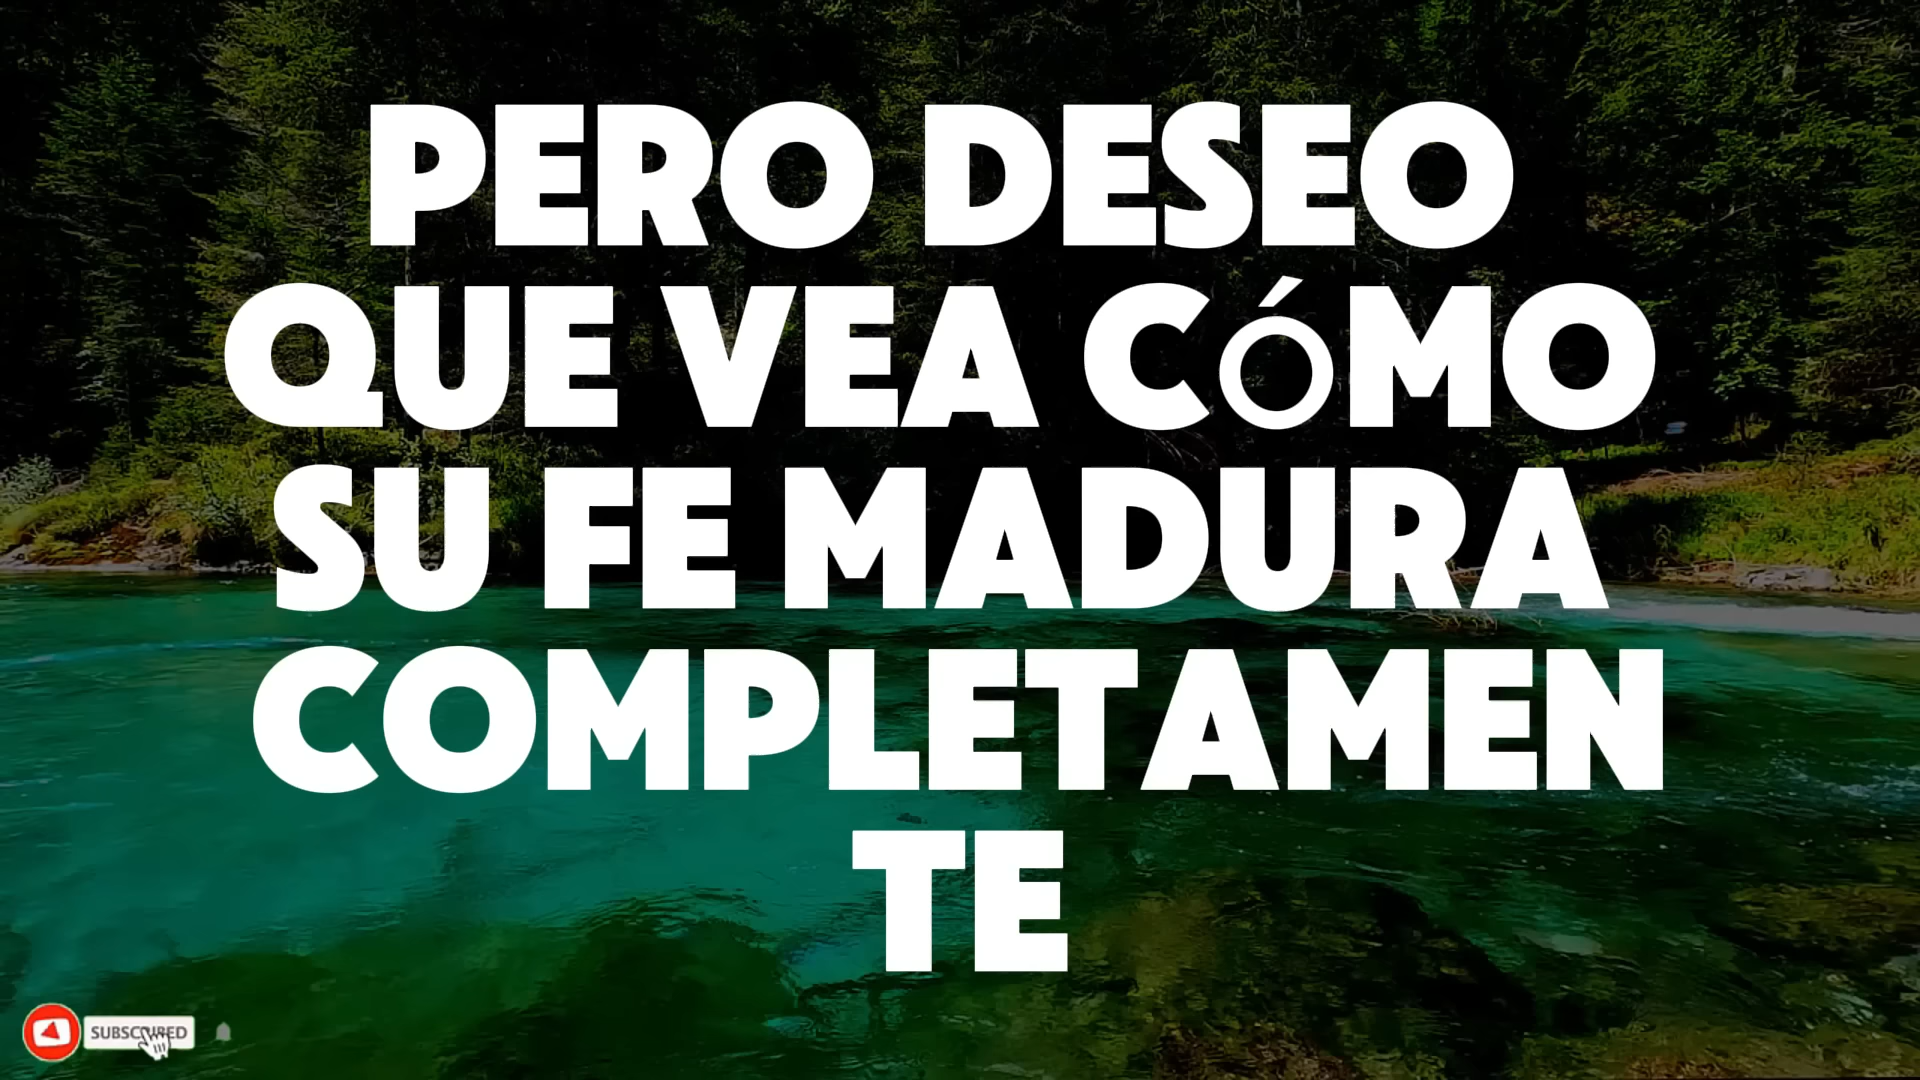 PERO DESEO
QUE VEA CóMO
SU FE MADURA
COMPLETAMEN
TE
SUBSCRIBED